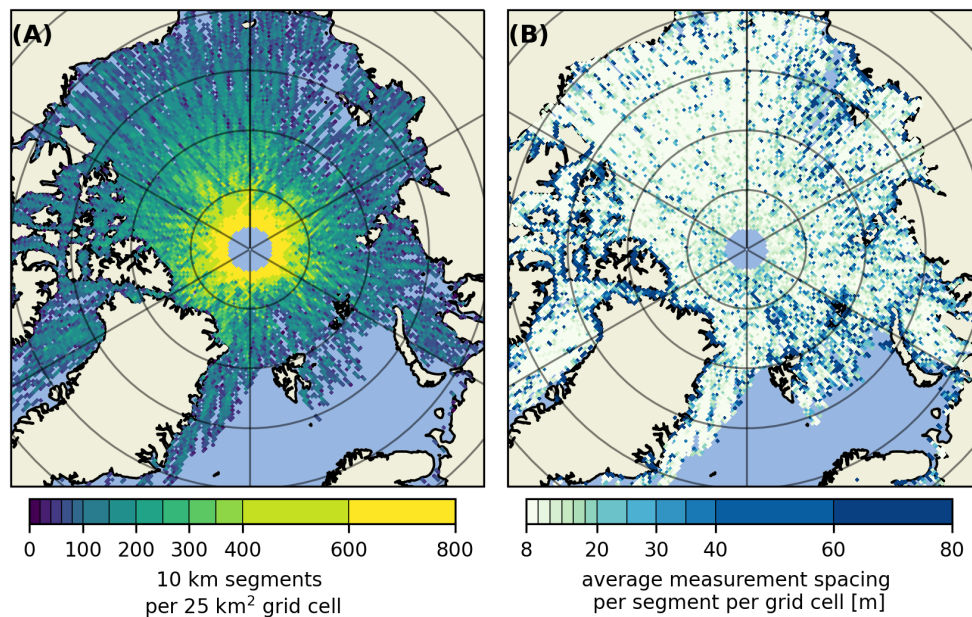 (A)
(B)
0 100 200 300 400 600 800
10 km segments
per 25 km² grid cell
8 20 30 40 60 80
average measurement spacing
per segment per grid cell [m]